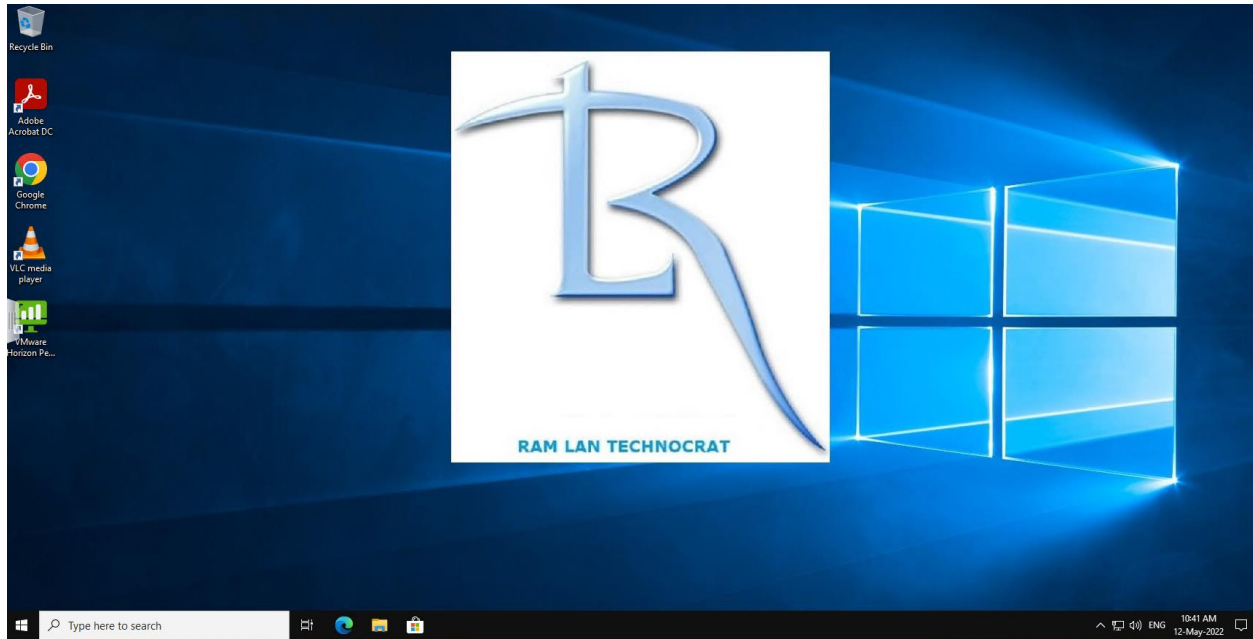 Recycle Bin
Adobe
Acrobat DC
Google
Chrome
VLC media
player
VMware
Horizon Pe...
RAM LAN TECHNOCRAT
Type here to search
ENG
10:41 AM
12-May-2022